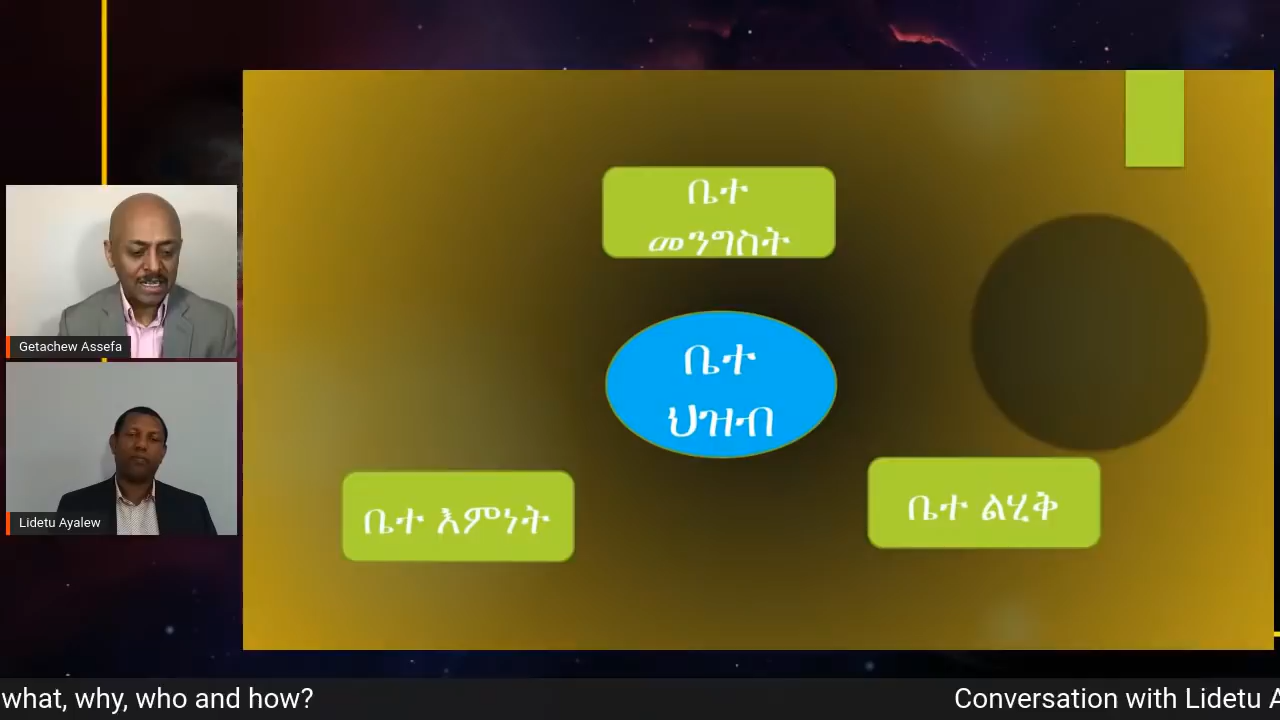 ቤተ
መንግስት
ቤተ
ህዝብ
ቤተ እምነት
ቤተ ልሂቅ
Getachew Assefa
Lidetu Ayalew
what, why, who and how?
Conversation with Lidetu